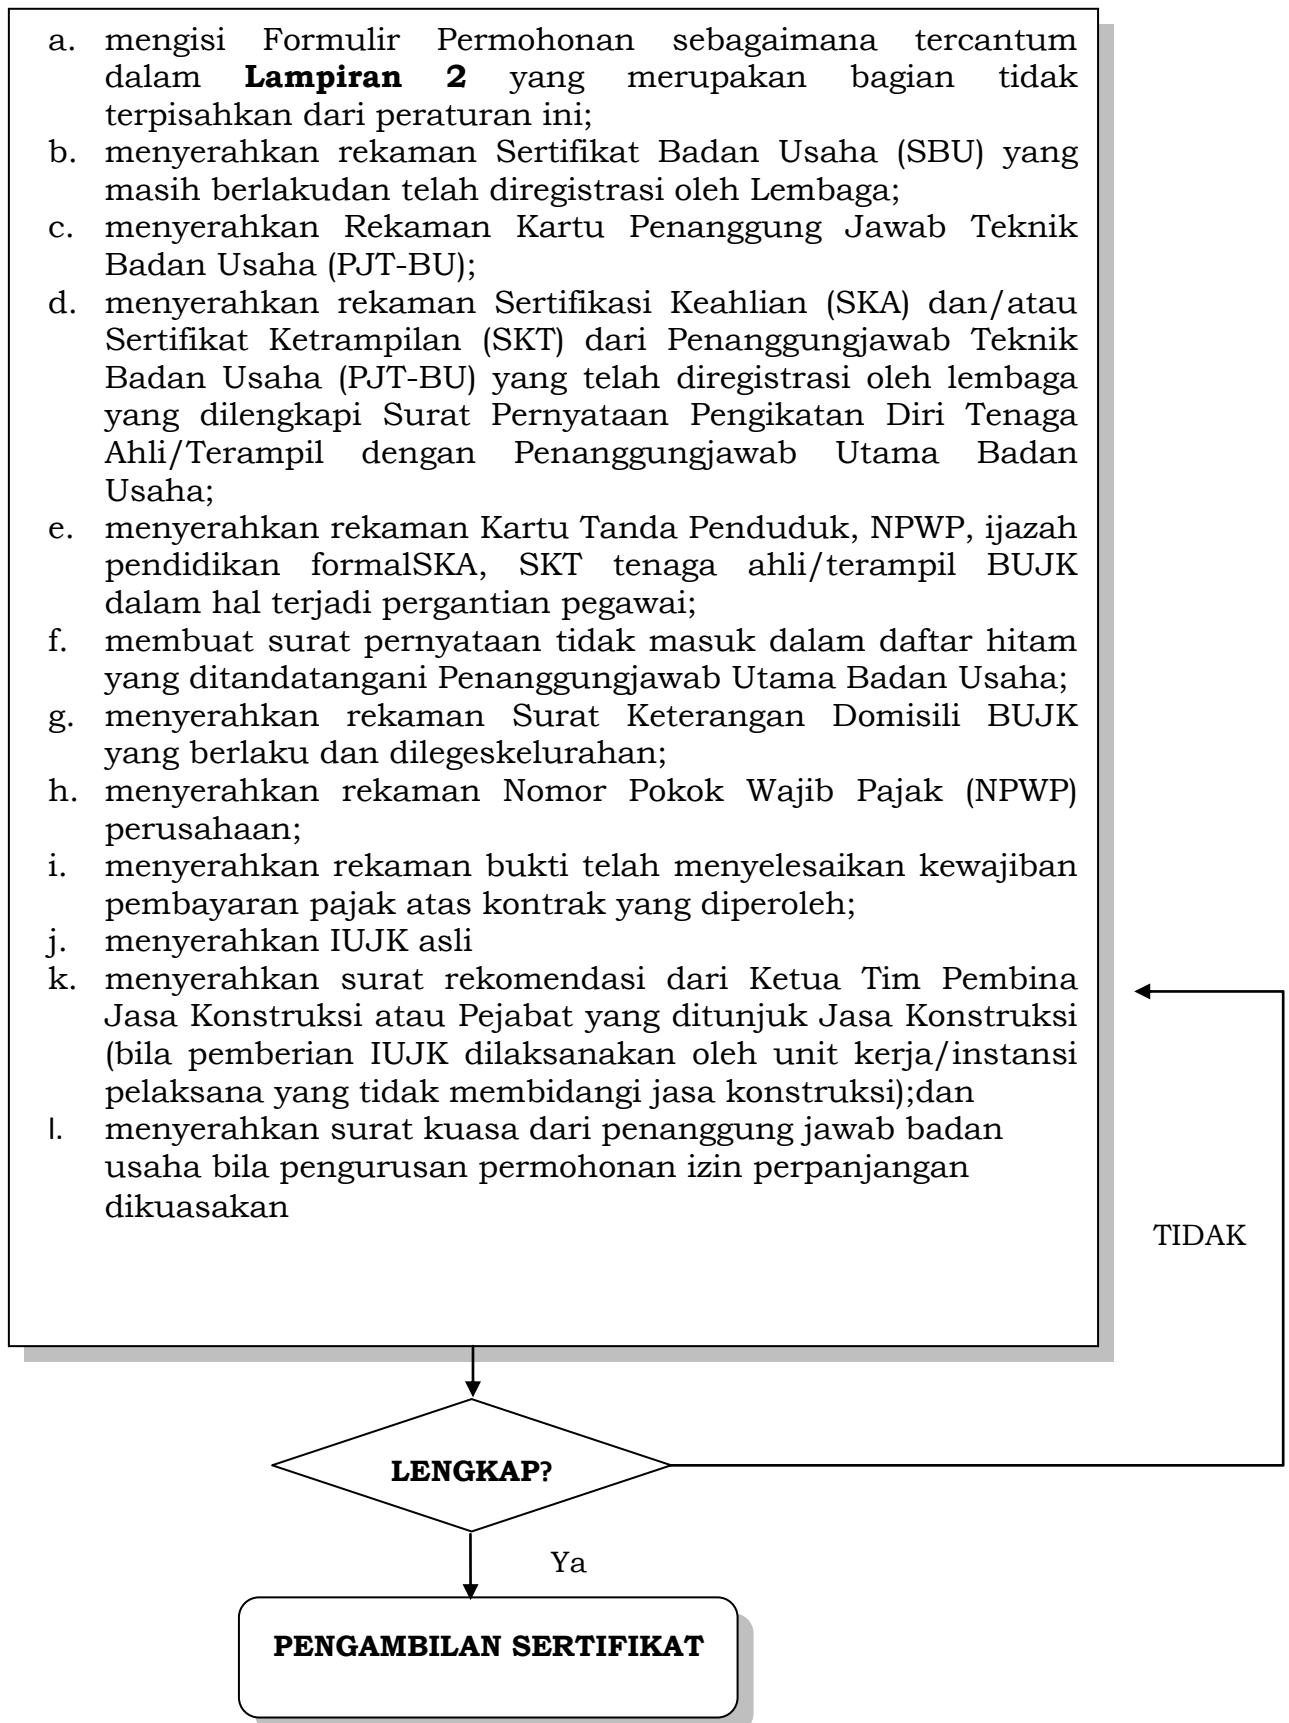 a. mengisi Formulir Permohonan sebagaimana tercantum
dalam Lampiran 2 yang merupakan bagian tidak
terpisahkan dari peraturan ini;
b. menyerahkan rekaman Sertifikat Badan Usaha (SBU) yang
masih berlakudan telah diregistrasi oleh Lembaga;
c. menyerahkan Rekaman Kartu Penanggung Jawab Teknik
Badan Usaha (PJT-BU);
d. menyerahkan rekaman Sertifikasi Keahlian (SKA) dan/atau
Sertifikat Ketrampilan (SKT) dari Penanggungjawab Teknik
Badan Usaha (PJT-BU) yang telah diregistrasi oleh lembaga
yang dilengkapi Surat Pernyataan Pengikatan Diri Tenaga
Ahli/Terampil dengan Penanggungjawab Utama Badan
Usaha;
e. menyerahkan rekaman Kartu Tanda Penduduk, NPWP, ijazah
pendidikan formalSKA, SKT tenaga ahli/terampil BUJK
dalam hal terjadi pergantian pegawai;
f. membuat surat pernyataan tidak masuk dalam daftar hitam
yang ditandatangani Penanggungjawab Utama Badan Usaha;
g. menyerahkan rekaman Surat Keterangan Domisili BUJK
yang berlaku dan dilegeskelurahan;
h. menyerahkan rekaman Nomor Pokok Wajib Pajak (NPWP)
perusahaan;
i. menyerahkan rekaman bukti telah menyelesaikan kewajiban
pembayaran pajak atas kontrak yang diperoleh;
j. menyerahkan IUJK asli
k. menyerahkan surat rekomendasi dari Ketua Tim Pembina
Jasa Konstruksi atau Pejabat yang ditunjuk Jasa Konstruksi
(bila pemberian IUJK dilaksanakan oleh unit kerja/instansi
pelaksana yang tidak membidangi jasa konstruksi);dan
l. menyerahkan surat kuasa dari penanggung jawab badan
usaha bila pengurusan permohonan izin perpanjangan
dikuasakan
TIDAK
LENGKAP?
Ya
PENGAMBILAN SERTIFIKAT